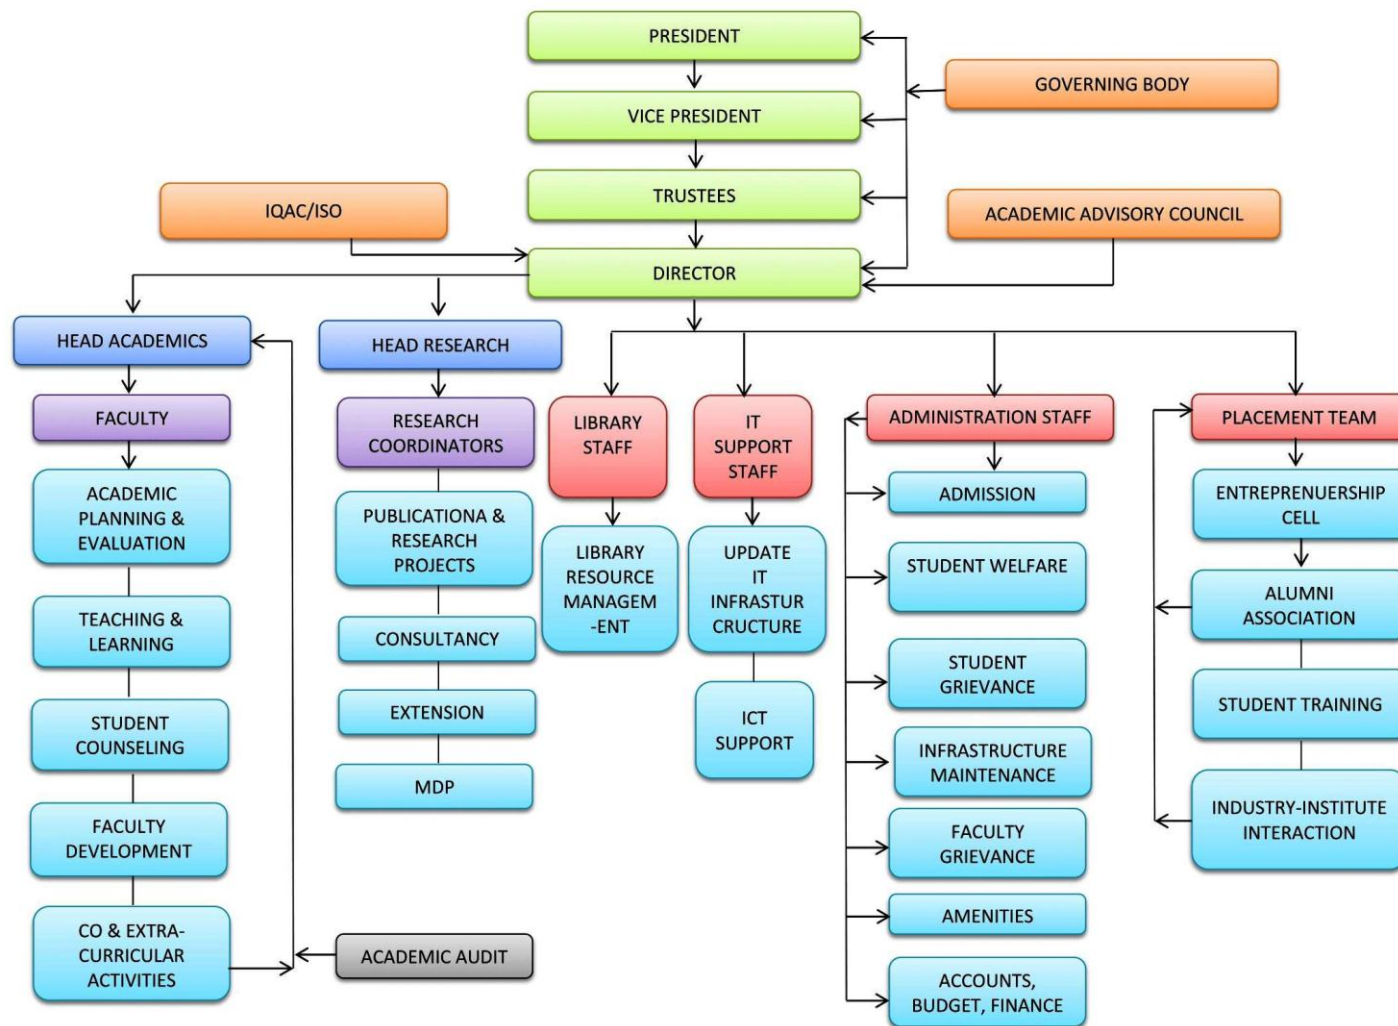 PRESIDENT
GOVERNING BODY
VICE PRESIDENT
TRUSTEES
IQAC/ISO
ACADEMIC ADVISORY COUNCIL
DIRECTOR
HEAD ACADEMICS
HEAD RESEARCH
FACULTY
RESEARCH
COORDINATORS
LIBRARY
STAFF
IT
SUPPORT
STAFF
ADMINISTRATION STAFF
PLACEMENT TEAM
ACADEMIC
PLANNING &
EVALUATION
PUBLICATIONA &
RESEARCH
PROJECTS
LIBRARY
RESOURCE
MANAGEM
-ENT
UPDATE
IT
INFRASTUR
CRUCTURE
ADMISSION
ENTREPRENUERSHIP
CELL
STUDENT WELFARE
ALUMNI
ASSOCIATION
TEACHING &
LEARNING
CONSULTANCY
STUDENT
GRIEVANCE
STUDENT TRAINING
STUDENT
COUNSELING
EXTENSION
ICT
SUPPORT
INFRASTRUCTURE
MAINTENANCE
MDP
INDUSTRY-INSTITUTE
INTERACTION
FACULTY
DEVELOPMENT
FACULTY
GRIEVANCE
AMENITIES
CO & EXTRA-
CURRICULAR
ACTIVITIES
ACADEMIC AUDIT
ACCOUNTS,
BUDGET, FINANCE